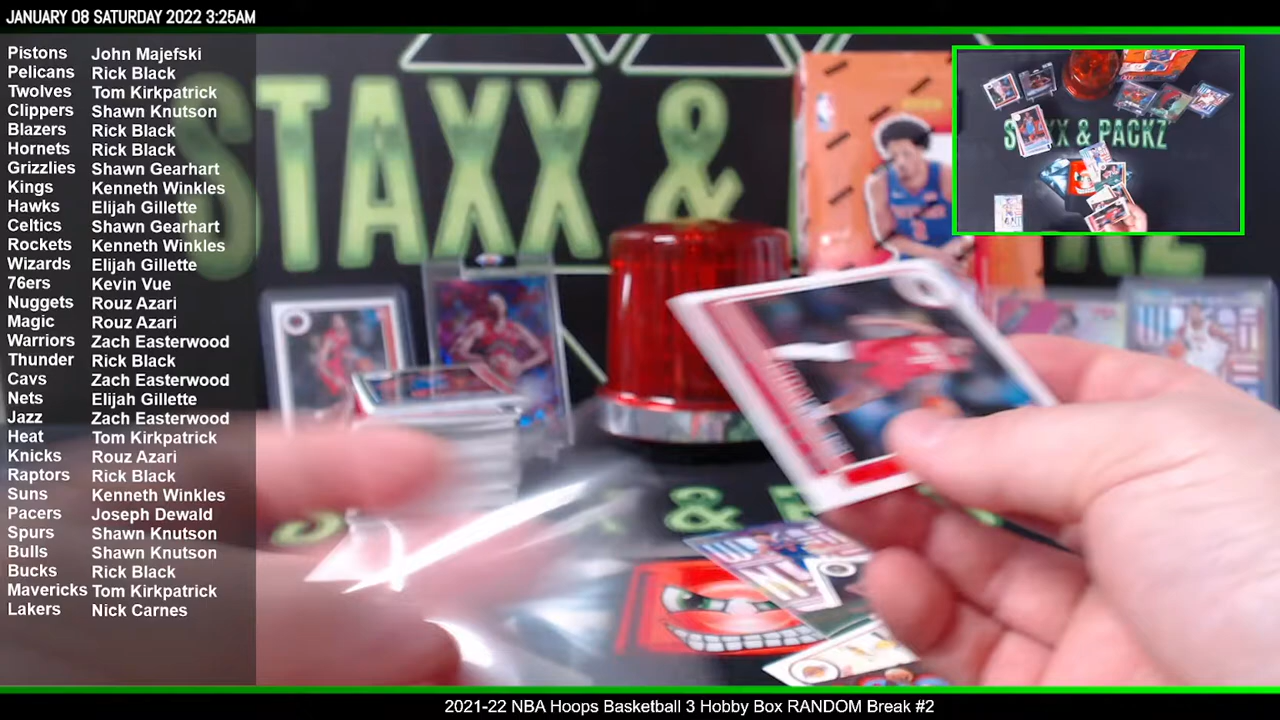 JANUARY 08 SATURDAY 2022 3:25AM
Pistons John Majefski
Pelicans Rick Black
Twolves Tom Kirkpatrick
Clippers Shawn Knutson
Blazers Rick Black
Hornets Rick Black
Grizzlies Shawn Gearhart
Kings Kenneth Winkles
Hawks Elijah Gillette
Celtics Shawn Gearhart
Rockets Kenneth Winkles
Wizards Elijah Gillette
76ers Kevin Vue
Nuggets Rouz Azari
Magic Rouz Azari
Warriors Zach Easterwood
Thunder Rick Black
Cavs Zach Easterwood
Nets Elijah Gillette
Jazz Zach Easterwood
Heat Tom Kirkpatrick
Knicks Rouz Azari
Raptors Rick Black
Suns Kenneth Winkles
Pacers Joseph Dewald
Spurs Shawn Knutson
Bulls Shawn Knutson
Bucks Rick Black
Mavericks Tom Kirkpatrick
Lakers Nick Carnes
STAXX &
& PACKZ
2021-22 NBA Hoops Basketball 3 Hobby Box RANDOM Break #2